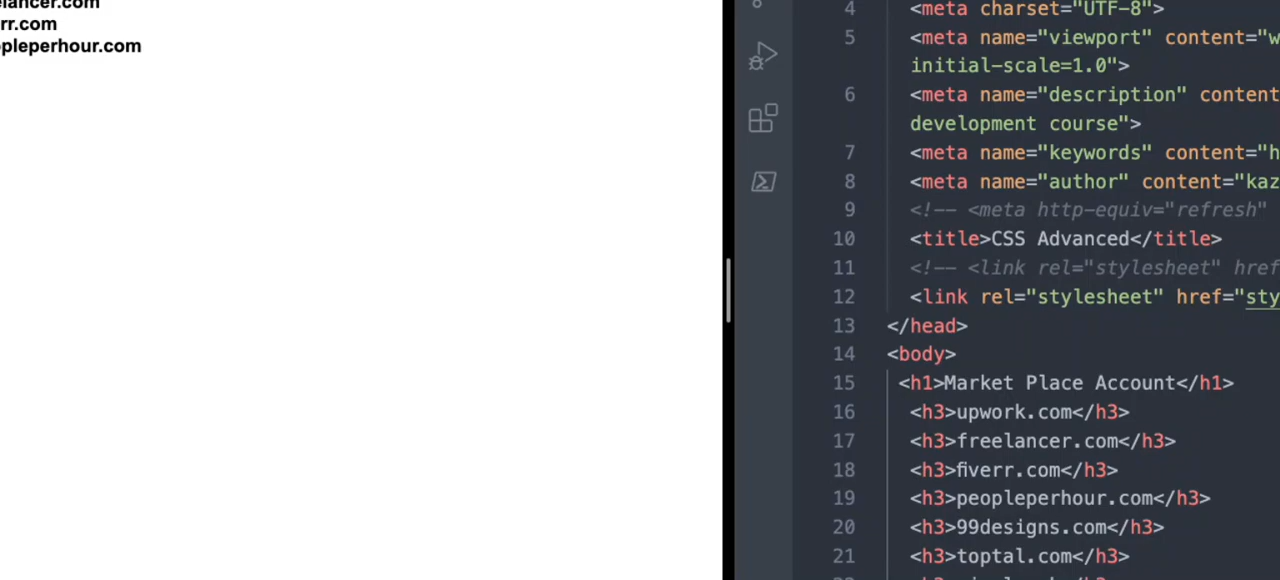 elancer.com
rr.com
opleperhour.com
4 <meta charset="UTF-8">
5 <meta name="viewport" content="w
initial-scale=1.0">
6 <meta name="description" content
development course">
7 <meta name="keywords" content="h
8 <meta name="author" content="kaz
9 <!-- <meta http-equiv="refresh"
10 <title>CSS Advanced</title>
11 <!-- <link rel="stylesheet" href
12 <link rel="stylesheet" href="sty
13 </head>
14 <body>
15 <h1>Market Place Account</h1>
16 <h3>upwork.com</h3>
17 <h3>freelancer.com</h3>
18 <h3>fiverr.com</h3>
19 <h3>peopleperhour.com</h3>
20 <h3>99designs.com</h3>
21 <h3>toptal.com</h3>